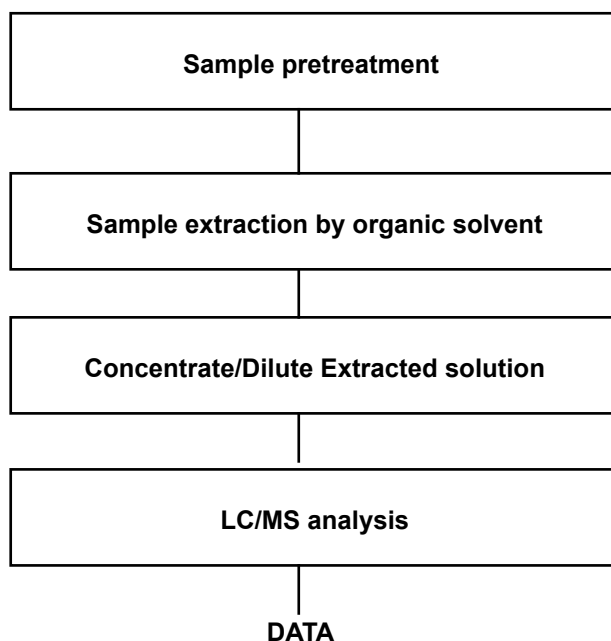 Sample pretreatment
Sample extraction by organic solvent
Concentrate/Dilute Extracted solution
LC/MS analysis
DATA